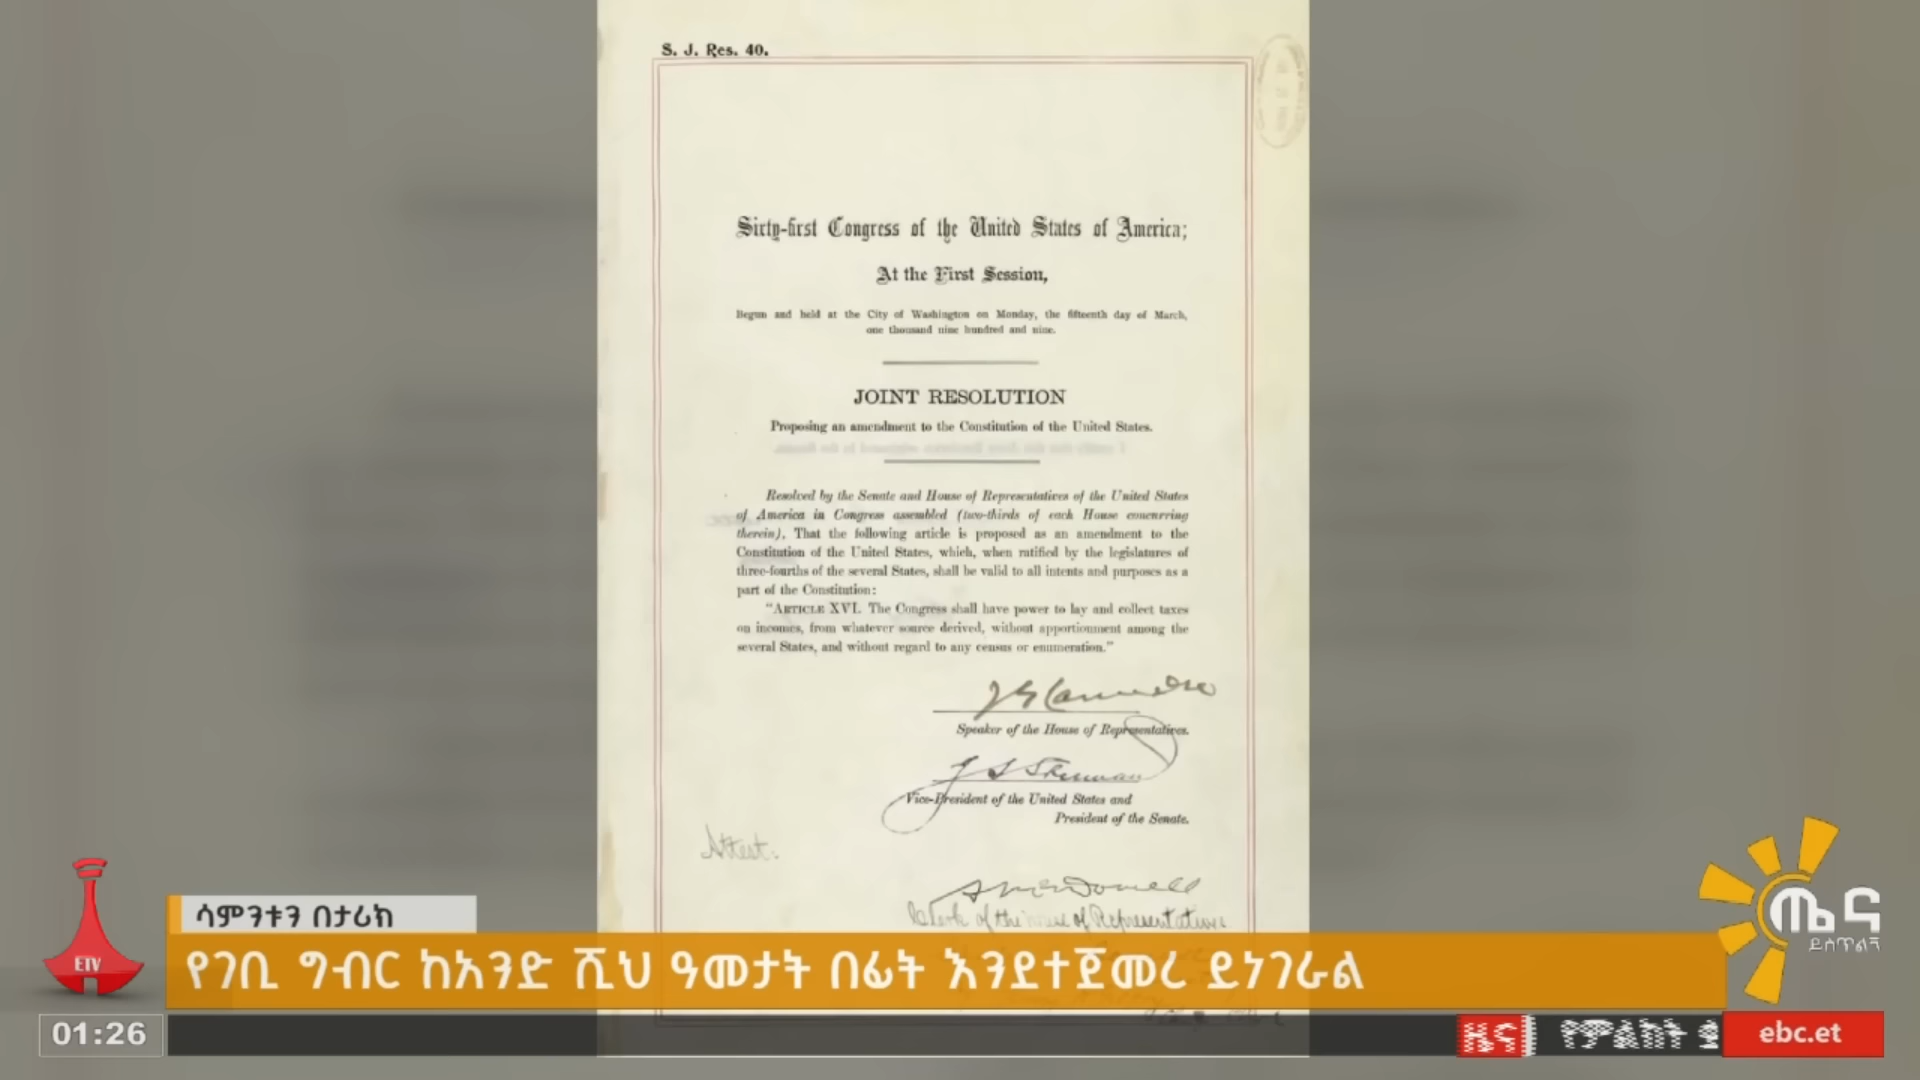 S. J. Res. 40.
Sixty-first Congress of the United States of America;
At the First Session,
Begun and held at the City of Washington on Monday, the fifteenth day of March,
one thousand nine hundred and nine.
JOINT RESOLUTION
Proposing an amendment to the Constitution of the United States.
Resolved by the Senate and House of Representatives of the United States
of America in Congress assembled (two-thirds of each House concurring
therein), That the following article is proposed as an amendment to the
Constitution of the United States, which, when ratified by the legislatures of
three-fourths of the several States, shall be valid to all intents and purposes as a
part of the Constitution:
"ARTICLE XVI. The Congress shall have power to lay and collect taxes
on incomes, from whatever source derived, without apportionment among the
several States, and without regard to any census or enumeration."
Speaker of the House of Representatives.
J S Sherman
Vice-President of the United States and
President of the Senate.
Attest:
Clerk of the House of Representatives
ሳምንቱን በታሪክ
የገቢ ግብር ከአንድ ሺህ ዓመታት በፊት እንደተጀመረ ይነገራል
ጤና
ይስጥልኝ
ETV
01:26
ዜና
ebc.et